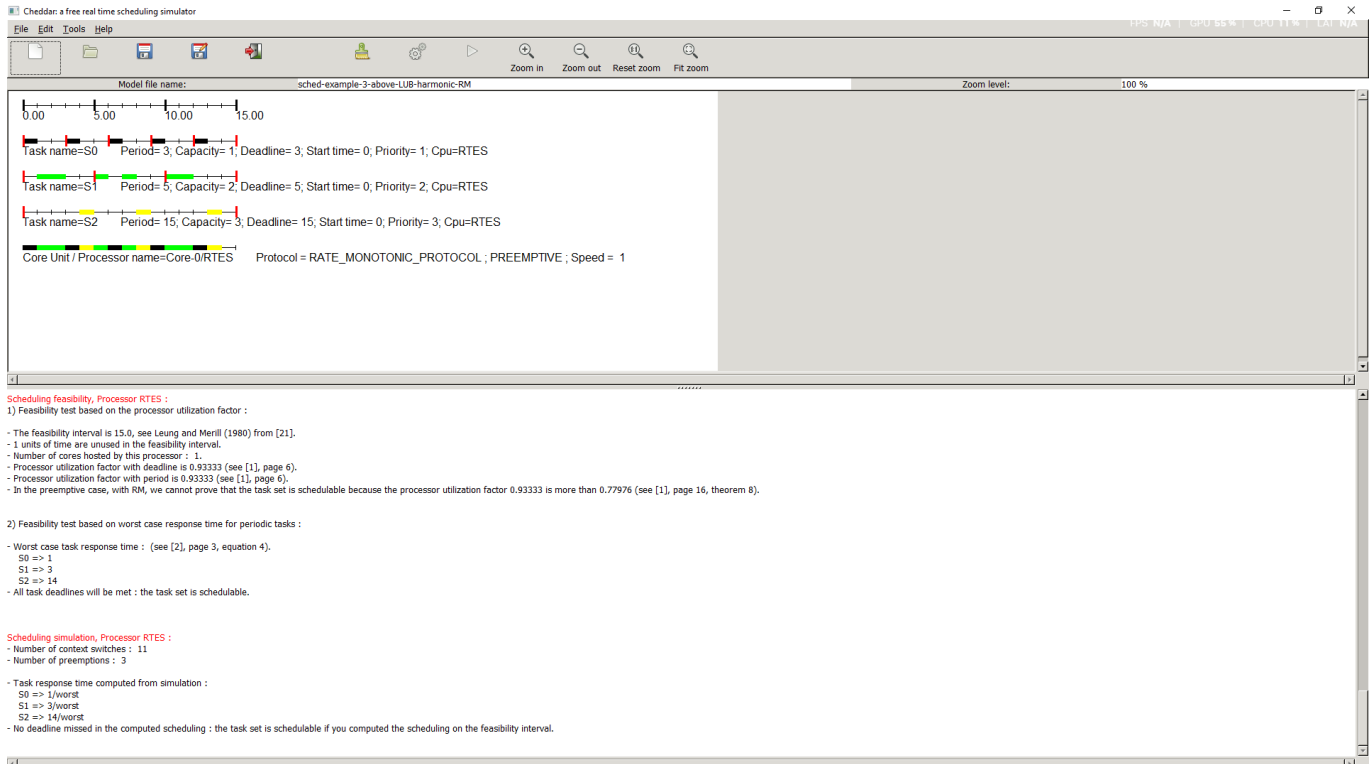 Cheddar: a free real time scheduling simulator
FPS N/A | GPU 55 % | CPU 11 % | LAT N/A
File Edit Tools Help
Zoom in Zoom out Reset zoom Fit zoom
Model file name: sched-example-3-above-LUB-harmonic-RM Zoom level: 100 %
0.00 5.00 10.00 15.00
Task name=S0 Period= 3; Capacity= 1; Deadline= 3; Start time= 0; Priority= 1; Cpu=RTES
Task name=S1 Period= 5; Capacity= 2; Deadline= 5; Start time= 0; Priority= 2; Cpu=RTES
Task name=S2 Period= 15; Capacity= 3; Deadline= 15; Start time= 0; Priority= 3; Cpu=RTES
Core Unit / Processor name=Core-0/RTES Protocol = RATE_MONOTONIC_PROTOCOL ; PREEMPTIVE ; Speed = 1
Scheduling feasibility, Processor RTES :
1) Feasibility test based on the processor utilization factor :
- The feasibility interval is 15.0, see Leung and Merill (1980) from [21].
- 1 units of time are unused in the feasibility interval.
- Number of cores hosted by this processor : 1.
- Processor utilization factor with deadline is 0.93333 (see [1], page 6).
- Processor utilization factor with period is 0.93333 (see [1], page 6).
- In the preemptive case, with RM, we cannot prove that the task set is schedulable because the processor utilization factor 0.93333 is more than 0.77976 (see [1], page 16, theorem 8).
2) Feasibility test based on worst case response time for periodic tasks :
- Worst case task response time : (see [2], page 3, equation 4).
S0 => 1
S1 => 3
S2 => 14
- All task deadlines will be met : the task set is schedulable.
Scheduling simulation, Processor RTES :
- Number of context switches : 11
- Number of preemptions : 3
- Task response time computed from simulation :
S0 => 1/worst
S1 => 3/worst
S2 => 14/worst
- No deadline missed in the computed scheduling : the task set is schedulable if you computed the scheduling on the feasibility interval.